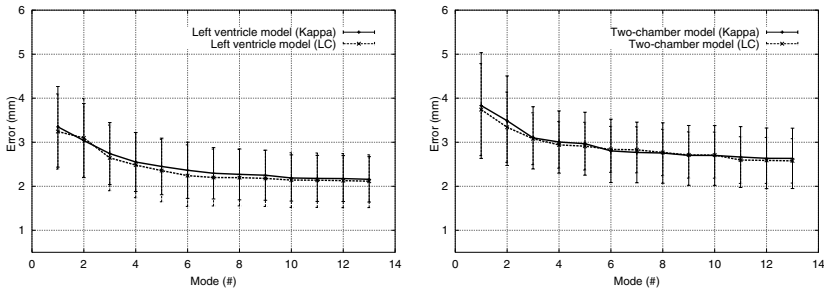 6
5
4
3
2
1
0 2 4 6 8 10 12 14
Error (mm)
Mode (#)
Left ventricle model (Kappa)
Left ventricle model (LC)
6
5
4
3
2
1
0 2 4 6 8 10 12 14
Error (mm)
Mode (#)
Two-chamber model (Kappa)
Two-chamber model (LC)